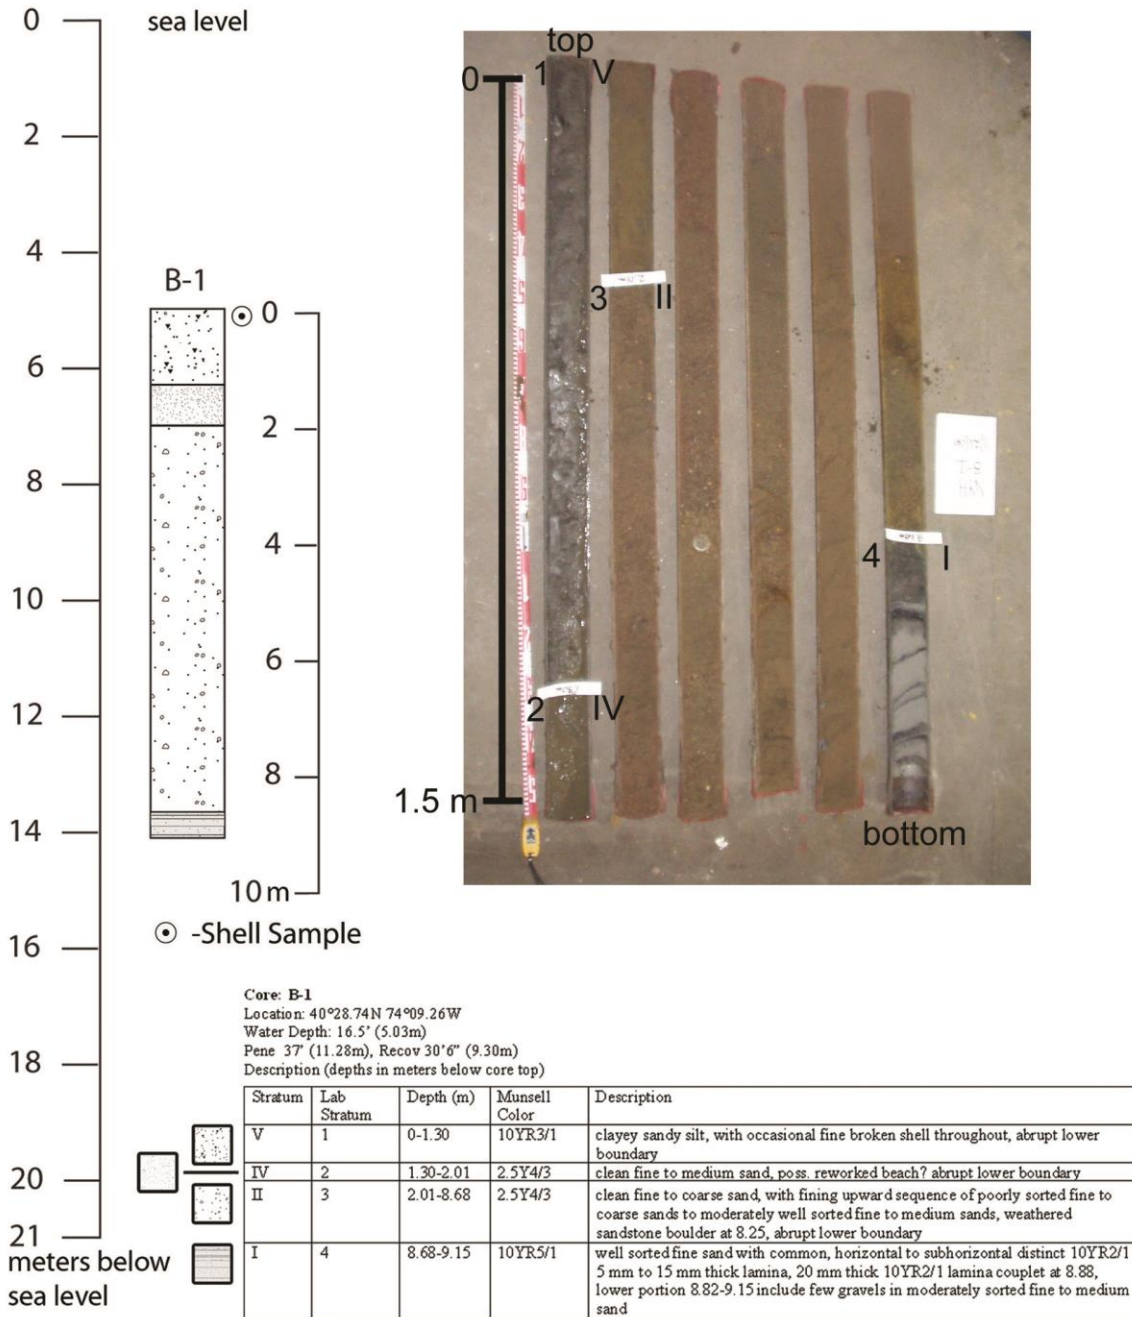 0
sea level
2
4
6
8
10
12
14
16
18
20
21
meters below
sea level
B-1
0
2
4
6
8
10 m
-Shell Sample
top
0
1 V
3 II
2 IV
4 I
1.5 m
bottom
Core: B-1
Location: 40°28.74N 74°09.26W
Water Depth: 16.5’ (5.03m)
Pene 37’ (11.28m), Recov 30’6” (9.30m)
Description (depths in meters below core top)
Stratum Lab Stratum Depth (m) Munsell Color Description
V 1 0-1.30 10YR3/1 clayey sandy silt, with occasional fine broken shell throughout, abrupt lower
boundary
IV 2 1.30-2.01 2.5Y4/3 clean fine to medium sand, poss. reworked beach? abrupt lower boundary
II 3 2.01-8.68 2.5Y4/3 clean fine to coarse sand, with fining upward sequence of poorly sorted fine to
coarse sands to moderately well sorted fine to medium sands, weathered
sandstone boulder at 8.25, abrupt lower boundary
I 4 8.68-9.15 10YR5/1 well sorted fine sand with common, horizontal to subhorizontal distinct 10YR2/1
5 mm to 15 mm thick lamina, 20 mm thick 10YR2/1 lamina couplet at 8.88,
lower portion 8.82-9.15 include few gravels in moderately sorted fine to medium
sand